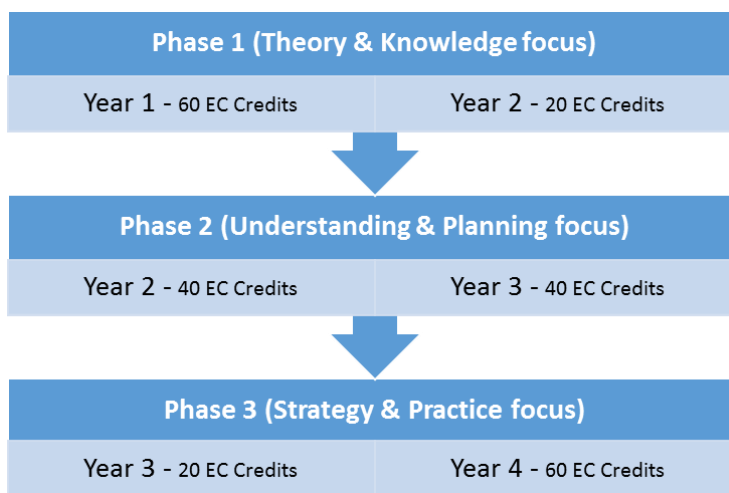 Phase 1 (Theory & Knowledge focus)
Year 1 - 60 EC Credits
Year 2 - 20 EC Credits
Phase 2 (Understanding & Planning focus)
Year 2 - 40 EC Credits
Year 3 - 40 EC Credits
Phase 3 (Strategy & Practice focus)
Year 3 - 20 EC Credits
Year 4 - 60 EC Credits